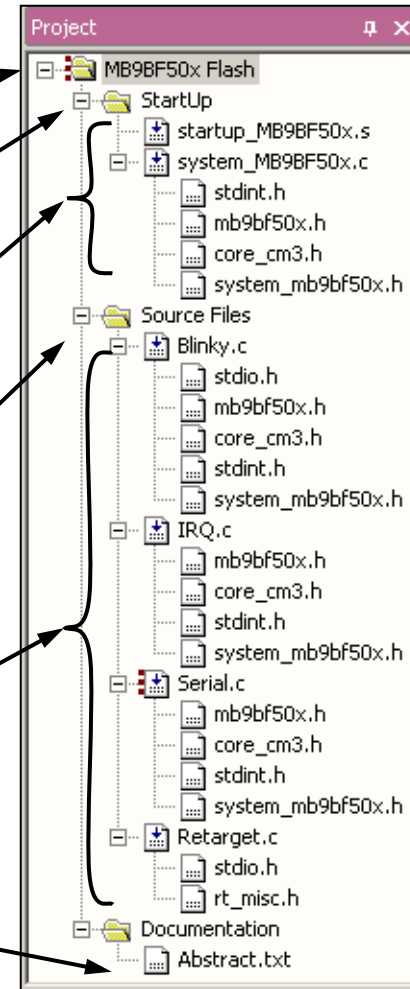 Project
MB9BF50x Flash
StartUp
startup_MB9BF50x.s
system_MB9BF50x.c
stdint.h
mb9bf50x.h
core_cm3.h
system_mb9bf50x.h
Source Files
Blinky.c
stdio.h
mb9bf50x.h
core_cm3.h
stdint.h
system_mb9bf50x.h
IRQ.c
mb9bf50x.h
core_cm3.h
stdint.h
system_mb9bf50x.h
Serial.c
mb9bf50x.h
core_cm3.h
stdint.h
system_mb9bf50x.h
Retarget.c
stdio.h
rt_misc.h
Documentation
Abstract.txt